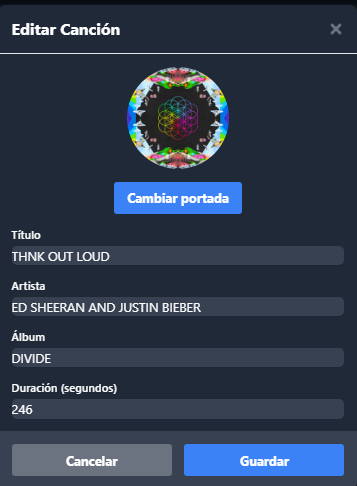 Editar Canción
Cambiar portada
Título
THNK OUT LOUD
Artista
ED SHEERAN AND JUSTIN BIEBER
Álbum
DIVIDE
Duración (segundos)
246
Cancelar
Guardar